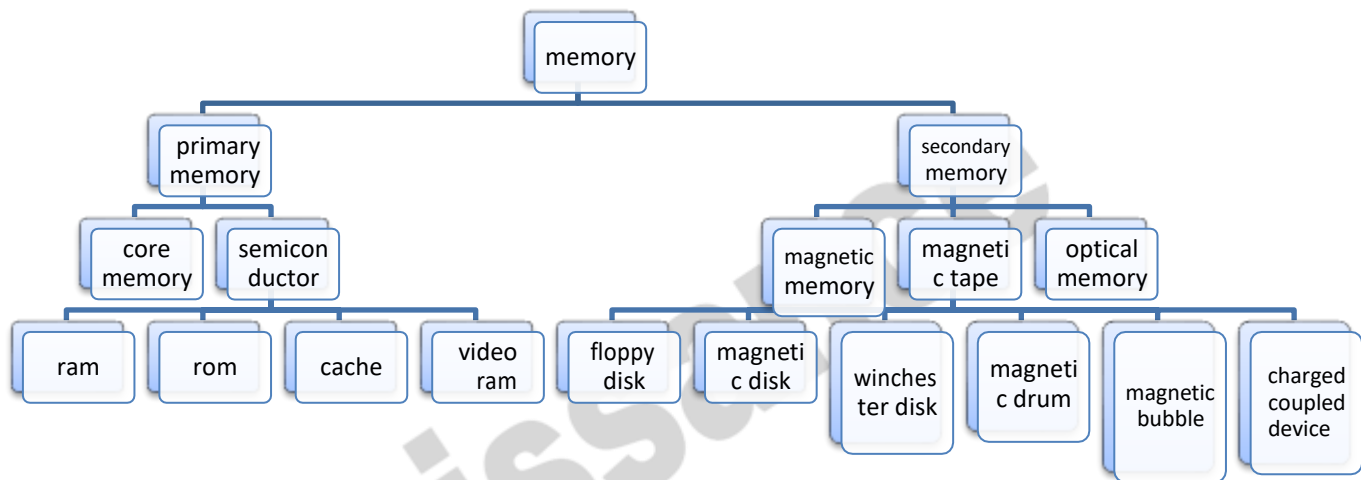 memory
primary
memory
secondary
memory
core
memory
semicon
ductor
magnetic
memory
magneti
c tape
optical
memory
ram
rom
cache
video
ram
floppy
disk
magneti
c disk
winches
ter disk
magneti
c drum
magnetic
bubble
charged
coupled
device